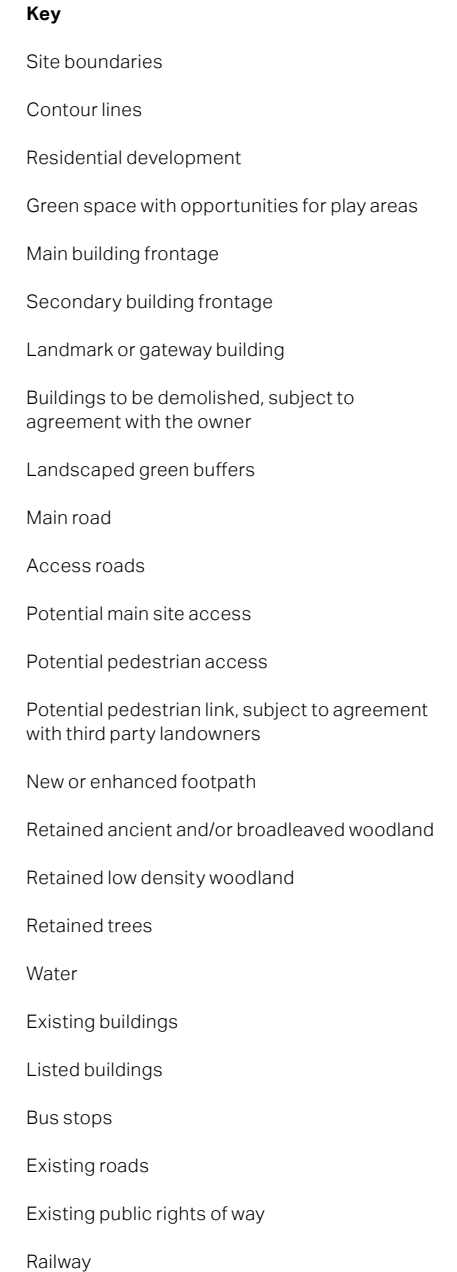 Key
Site boundaries
Contour lines
Residential development
Green space with opportunities for play areas
Main building frontage
Secondary building frontage
Landmark or gateway building
Buildings to be demolished, subject to
agreement with the owner
Landscaped green buffers
Main road
Access roads
Potential main site access
Potential pedestrian access
Potential pedestrian link, subject to agreement
with third party landowners
New or enhanced footpath
Retained ancient and/or broadleaved woodland
Retained low density woodland
Retained trees
Water
Existing buildings
Listed buildings
Bus stops
Existing roads
Existing public rights of way
Railway